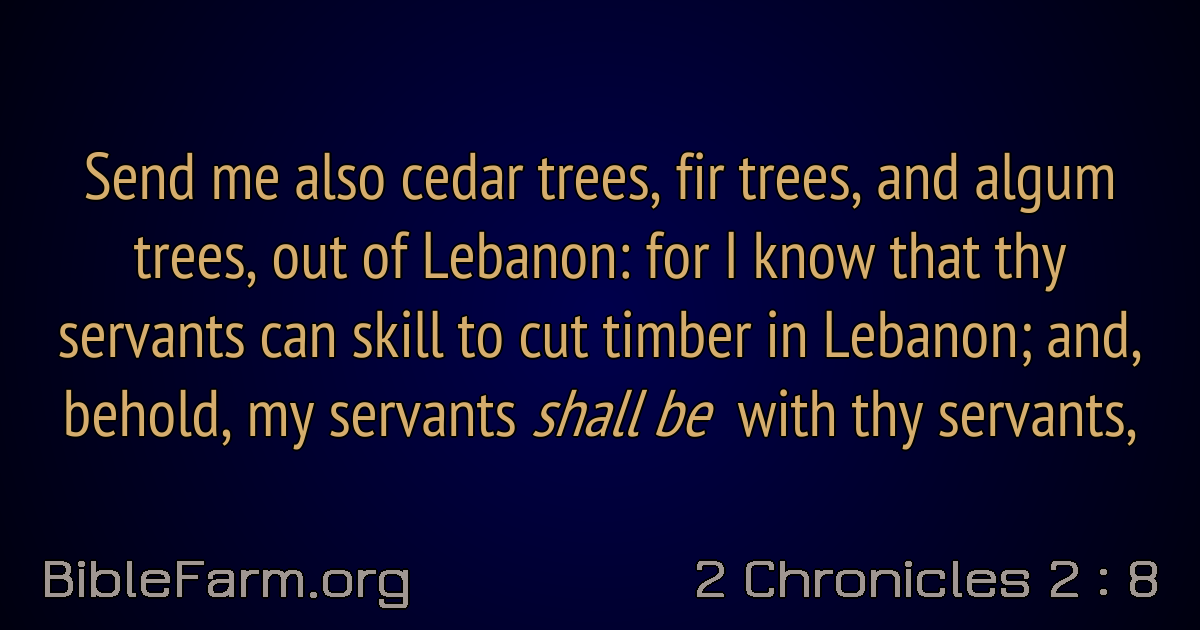 Send me also cedar trees, fir trees, and algum
trees, out of Lebanon: for I know that thy
servants can skill to cut timber in Lebanon; and,
behold, my servants shall be with thy servants,
BibleFarm.org
2 Chronicles 2 : 8